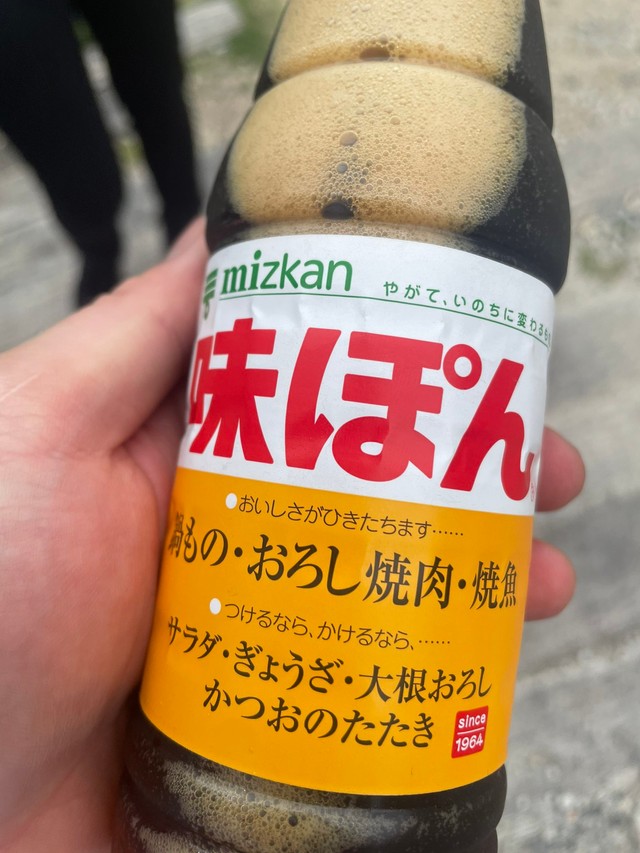 mizkan
やがて、いのちに変わるもの
味ぽん
●おいしさがひきたちます……
鍋もの・おろし焼肉・焼魚
●つけるなら、かけるなら、……
サラダ・ぎょうざ・大根おろし
かつおのたたき
since
1964